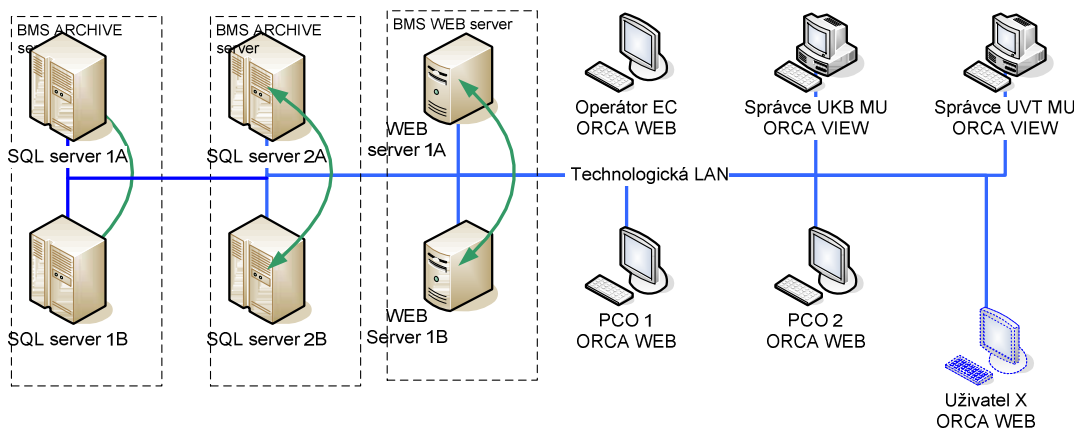 BMS ARCHIVE
server
SQL server 1A
SQL server 1B
BMS ARCHIVE
server
SQL server 2A
SQL server 2B
BMS WEB server
WEB
server 1A
WEB
Server 1B
Operátor EC
ORCA WEB
Správce UKB MU
ORCA VIEW
Správce UVT MU
ORCA VIEW
Technologická LAN
PCO 1
ORCA WEB
PCO 2
ORCA WEB
Uživatel X
ORCA WEB